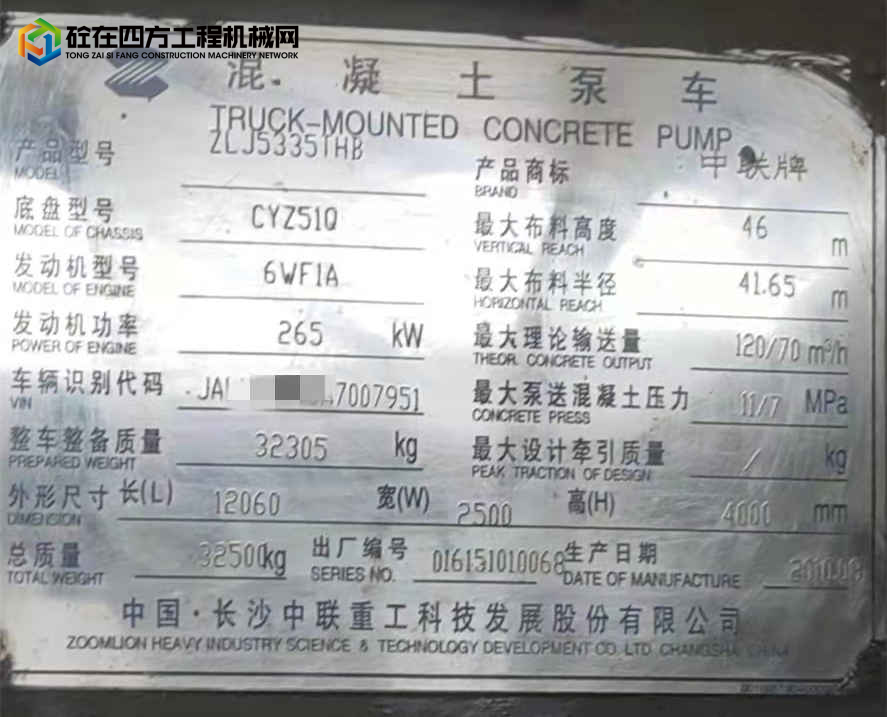 砼在四方工程机械网
TONG ZAI SI FANG CONSTRUCTION MACHINERY NETWORK
混凝土泵车
TRUCK-MOUNTED CONCRETE PUMP
产品型号 ZLJ5335THB 产品商标 中联牌
MODEL BRAND
底盘型号 CYZ51Q 最大布料高度 46 m
MODEL OF CHASSIS VERTICAL REACH
发动机型号 6WF1A 最大布料半径 41.65 m
MODEL OF ENGINE HORIZONTAL REACH
发动机功率 265 kW 最大理论输送量 120/70 m³/h
POWER OF ENGINE THEOR. CONCRETE OUTPUT
车辆识别代码 JAL A7007951 最大泵送混凝土压力 11/7 MPa
VIN CONCRETE PRESS
整车整备质量 32305 kg 最大设计牵引质量 / kg
PREPARED WEIGHT PEAK TRACTION OF DESIGN
外形尺寸 长(L) 12060 宽(W) 2500 高(H) 4000 mm
DIMENSION
总质量 32500kg 出厂编号 016151010068 生产日期
TOTAL WEIGHT SERIES NO. DATE OF MANUFACTURE
中国·长沙中联重工科技发展股份有限公司
ZOOMLION HEAVY INDUSTRY SCIENCE & TECHNOLOGY DEVELOPMENT CO. LTD. CHANGSHA CHINA